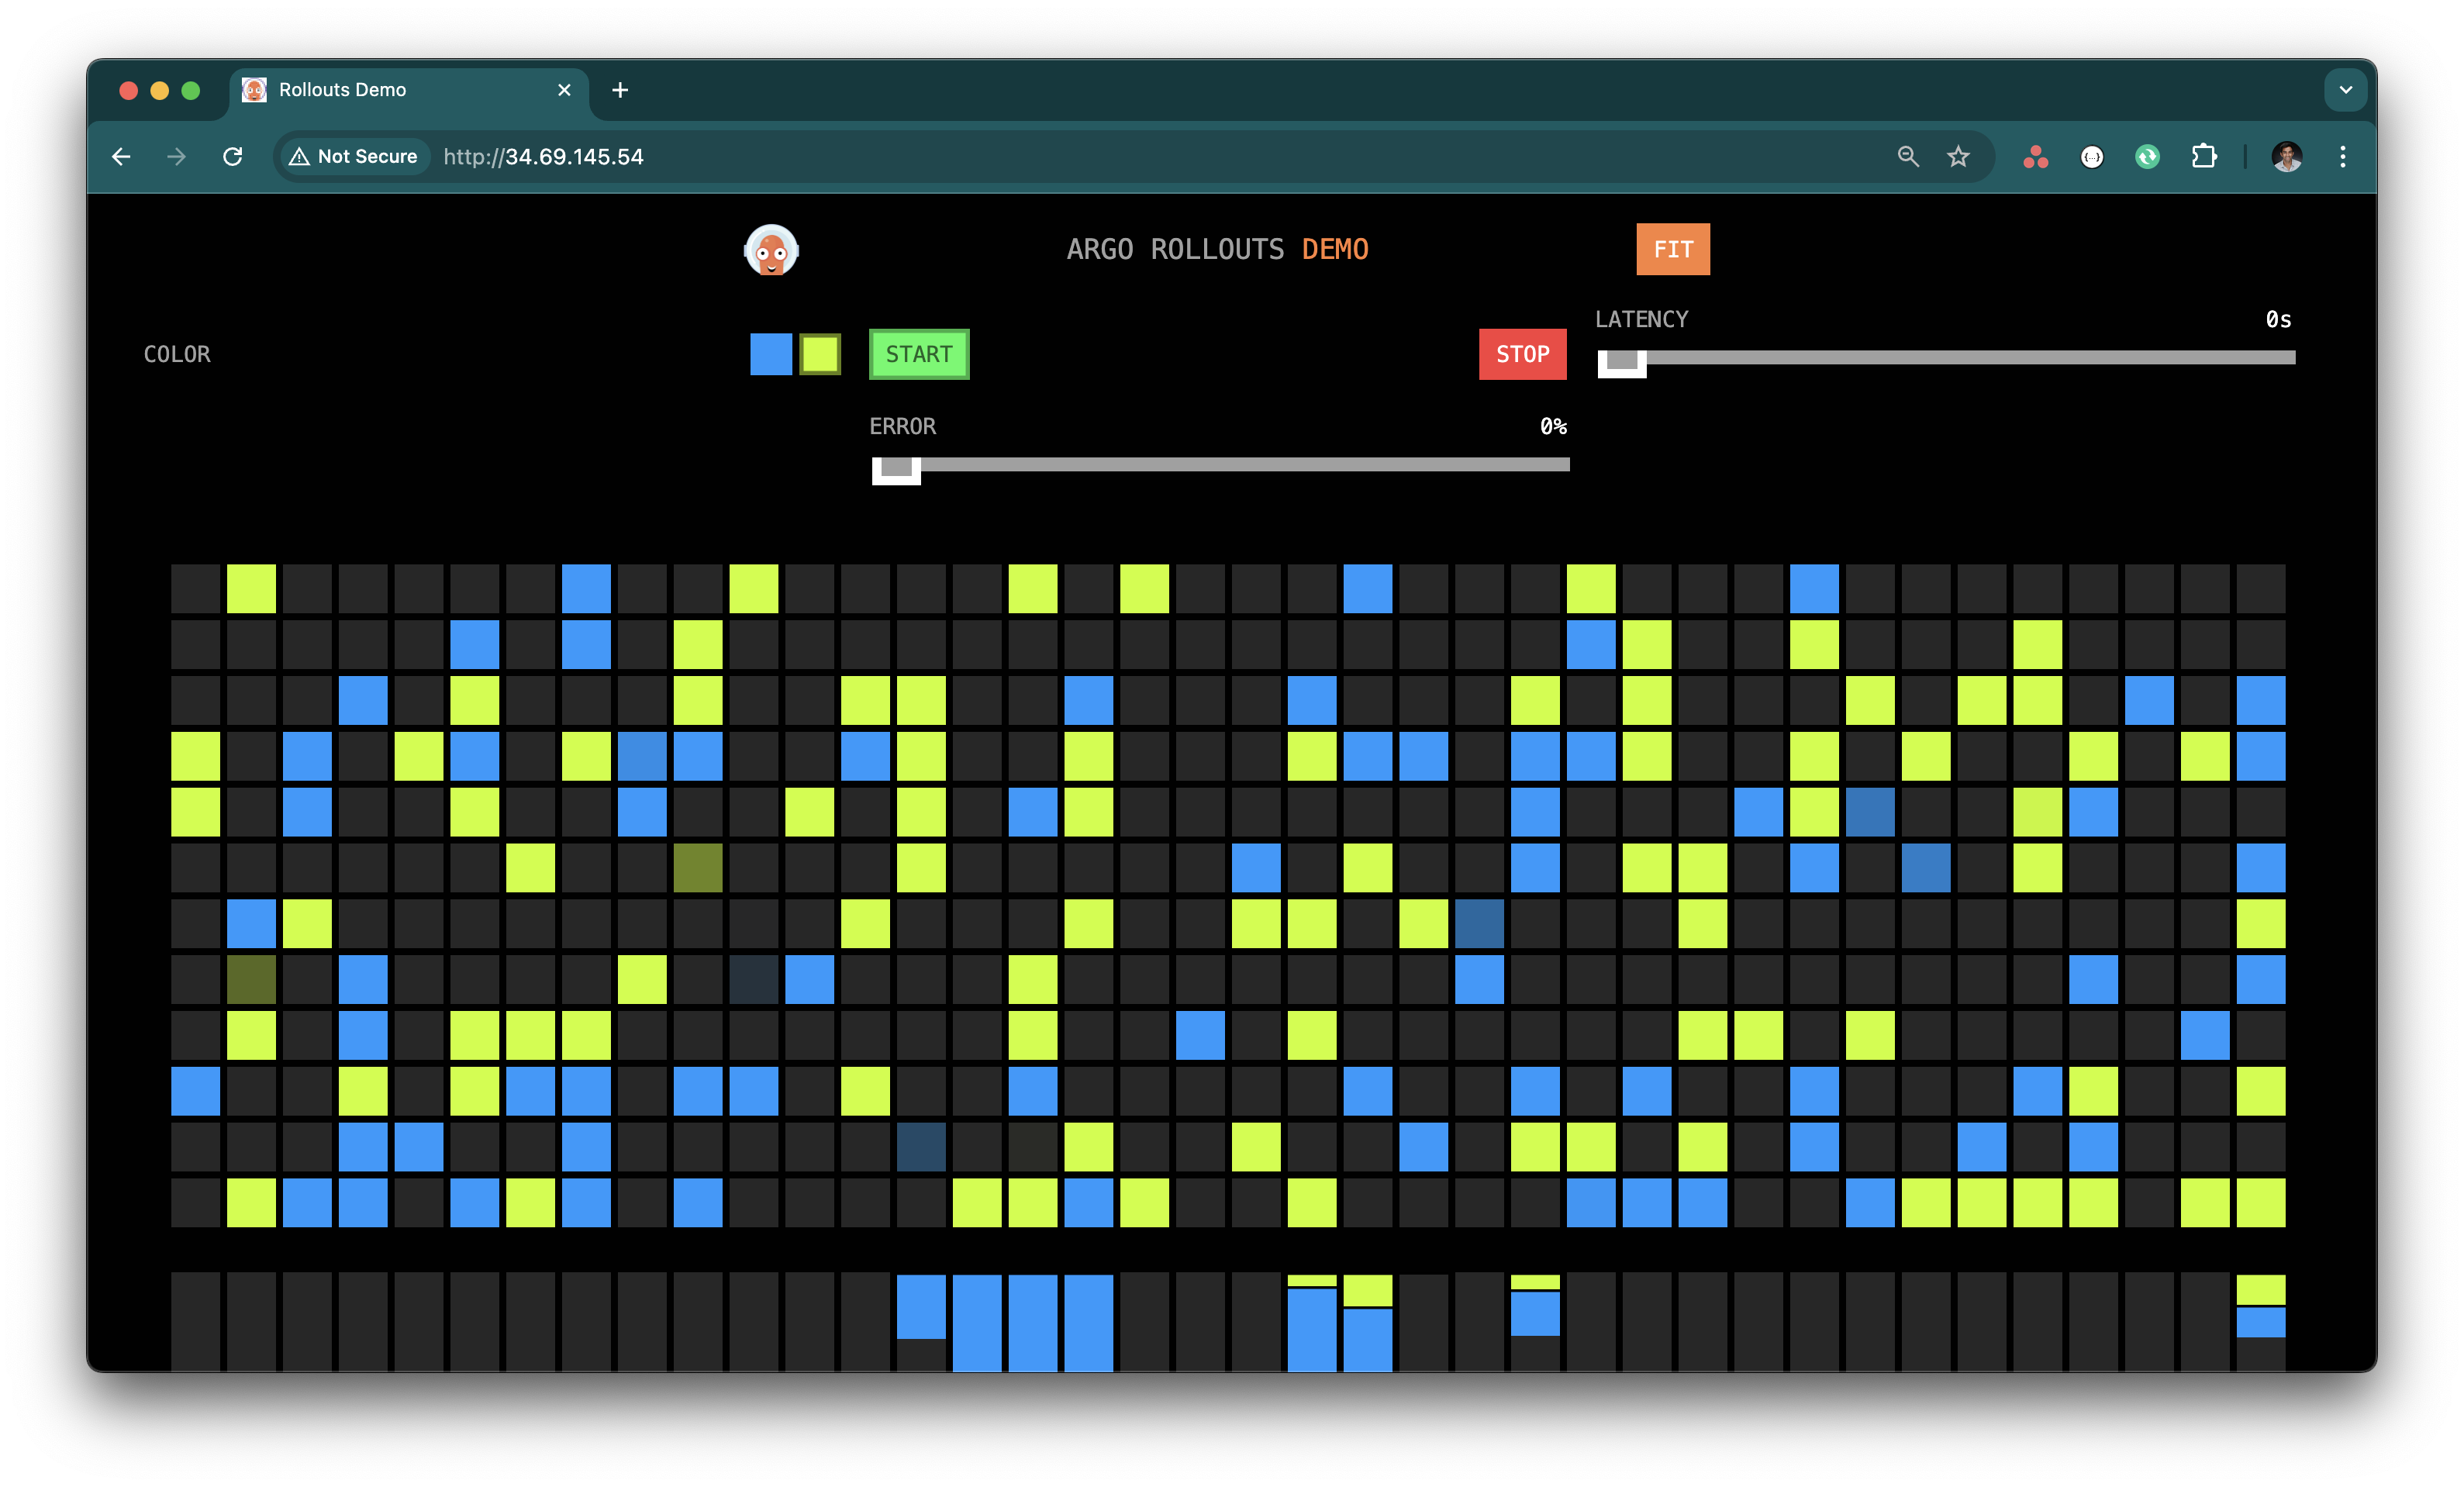 Rollouts Demo
Not Secure http://34.69.145.54
ARGO ROLLOUTS DEMO
FIT
COLOR
START
STOP
LATENCY
0s
ERROR
0%